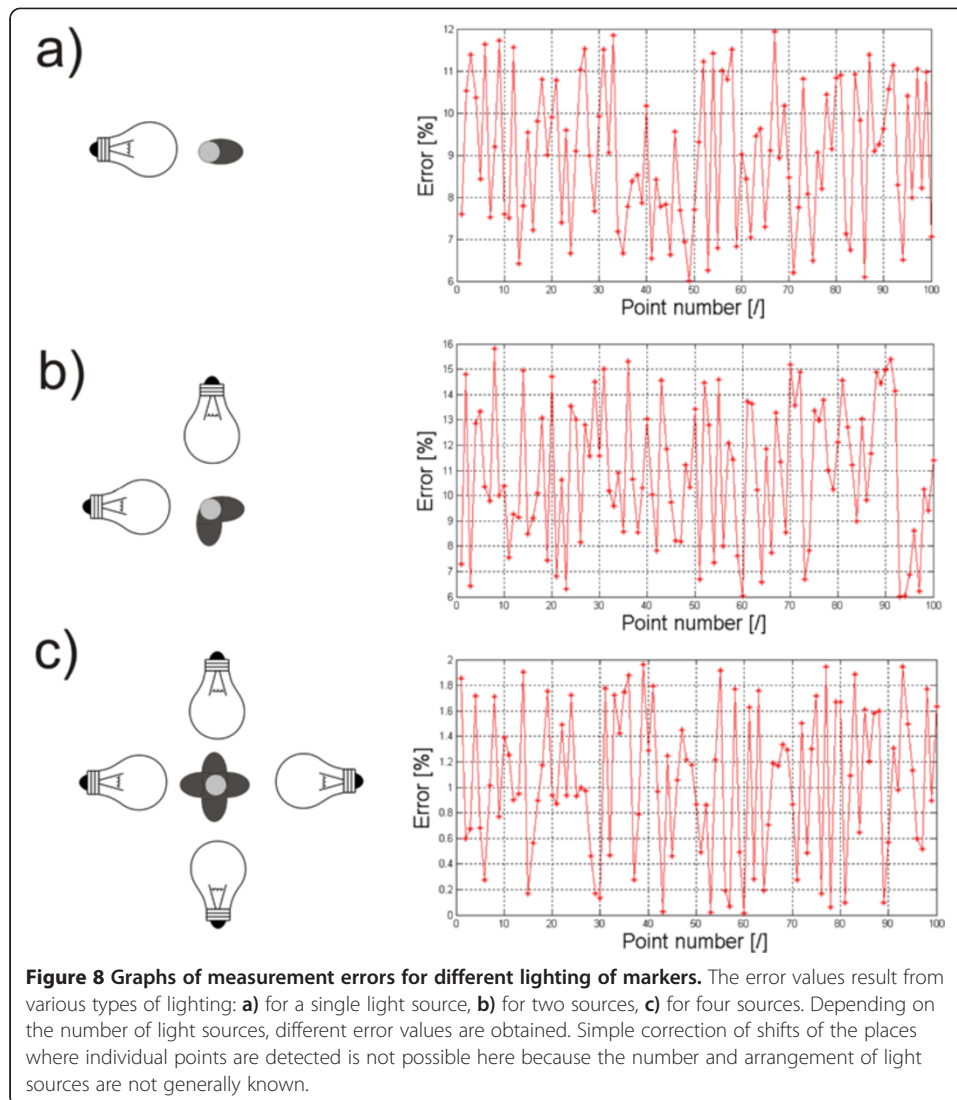 a)
Error [%]
12
11
10
9
8
7
6
0 10 20 30 40 50 60 70 80 90 100
Point number [/]
b)
Error [%]
16
15
14
13
12
11
10
9
8
7
6
0 10 20 30 40 50 60 70 80 90 100
Point number [/]
c)
Error [%]
2
1.8
1.6
1.4
1.2
1
0.8
0.6
0.4
0.2
0
0 10 20 30 40 50 60 70 80 90 100
Point number [/]
Figure 8 Graphs of measurement errors for different lighting of markers. The error values result from
various types of lighting: a) for a single light source, b) for two sources, c) for four sources. Depending on
the number of light sources, different error values are obtained. Simple correction of shifts of the places
where individual points are detected is not possible here because the number and arrangement of light
sources are not generally known.